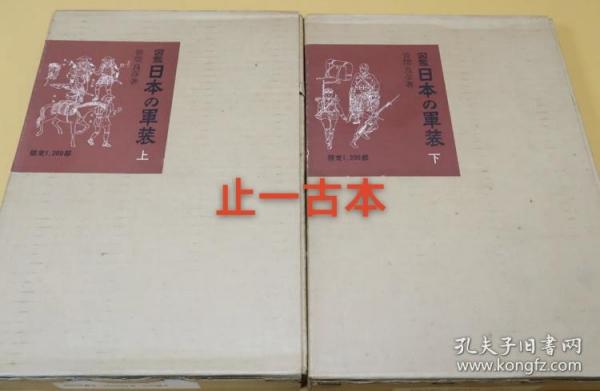 図鑑
日本の軍装
上
限定1,200部
図鑑
日本の軍装
下
限定1,200部
止一古本
孔夫子旧书网
www.kongfz.com